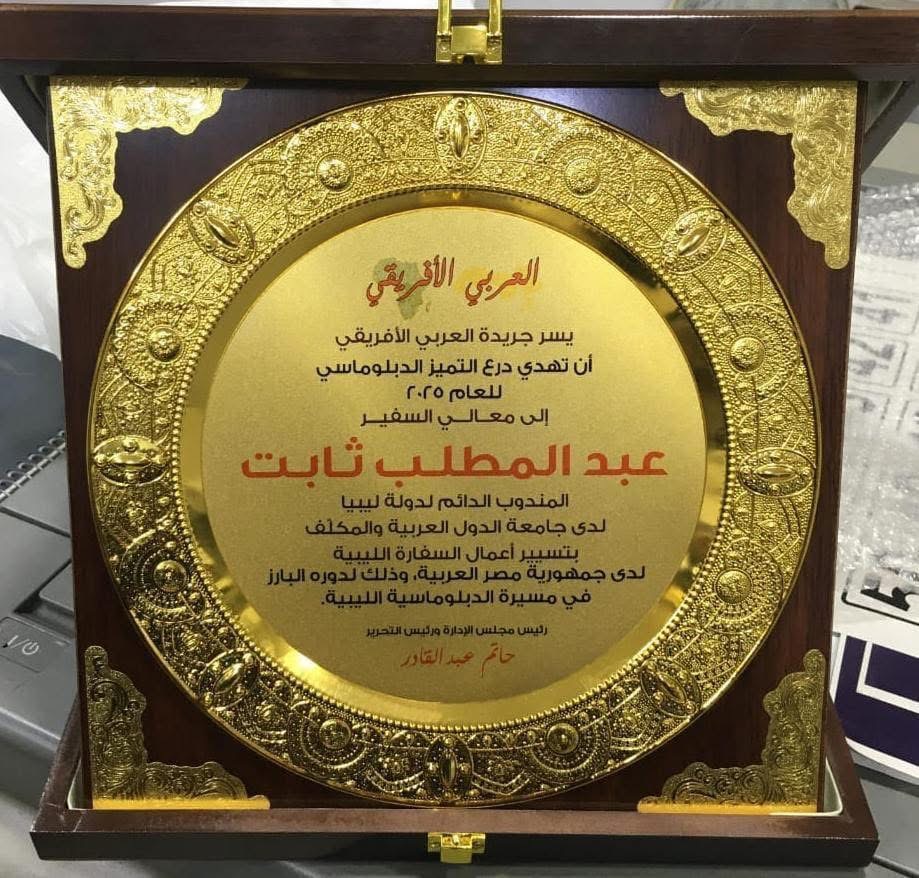 العربي الأفريقي
يسر جريدة العربي الأفريقي
أن تهدي درع التميز الدبلوماسي
للعام ٢٠٢٥
إلى معالي السفير
عبد المطلب ثابت
المندوب الدائم لدولة ليبيا
لدى جامعة الدول العربية والمكلّف
بتسيير أعمال السفارة الليبية
لدى جمهورية مصر العربية، وذلك لدوره البارز
في مسيرة الدبلوماسية الليبية.
رئيس مجلس الإدارة ورئيس التحرير
حاتم عبد القادر